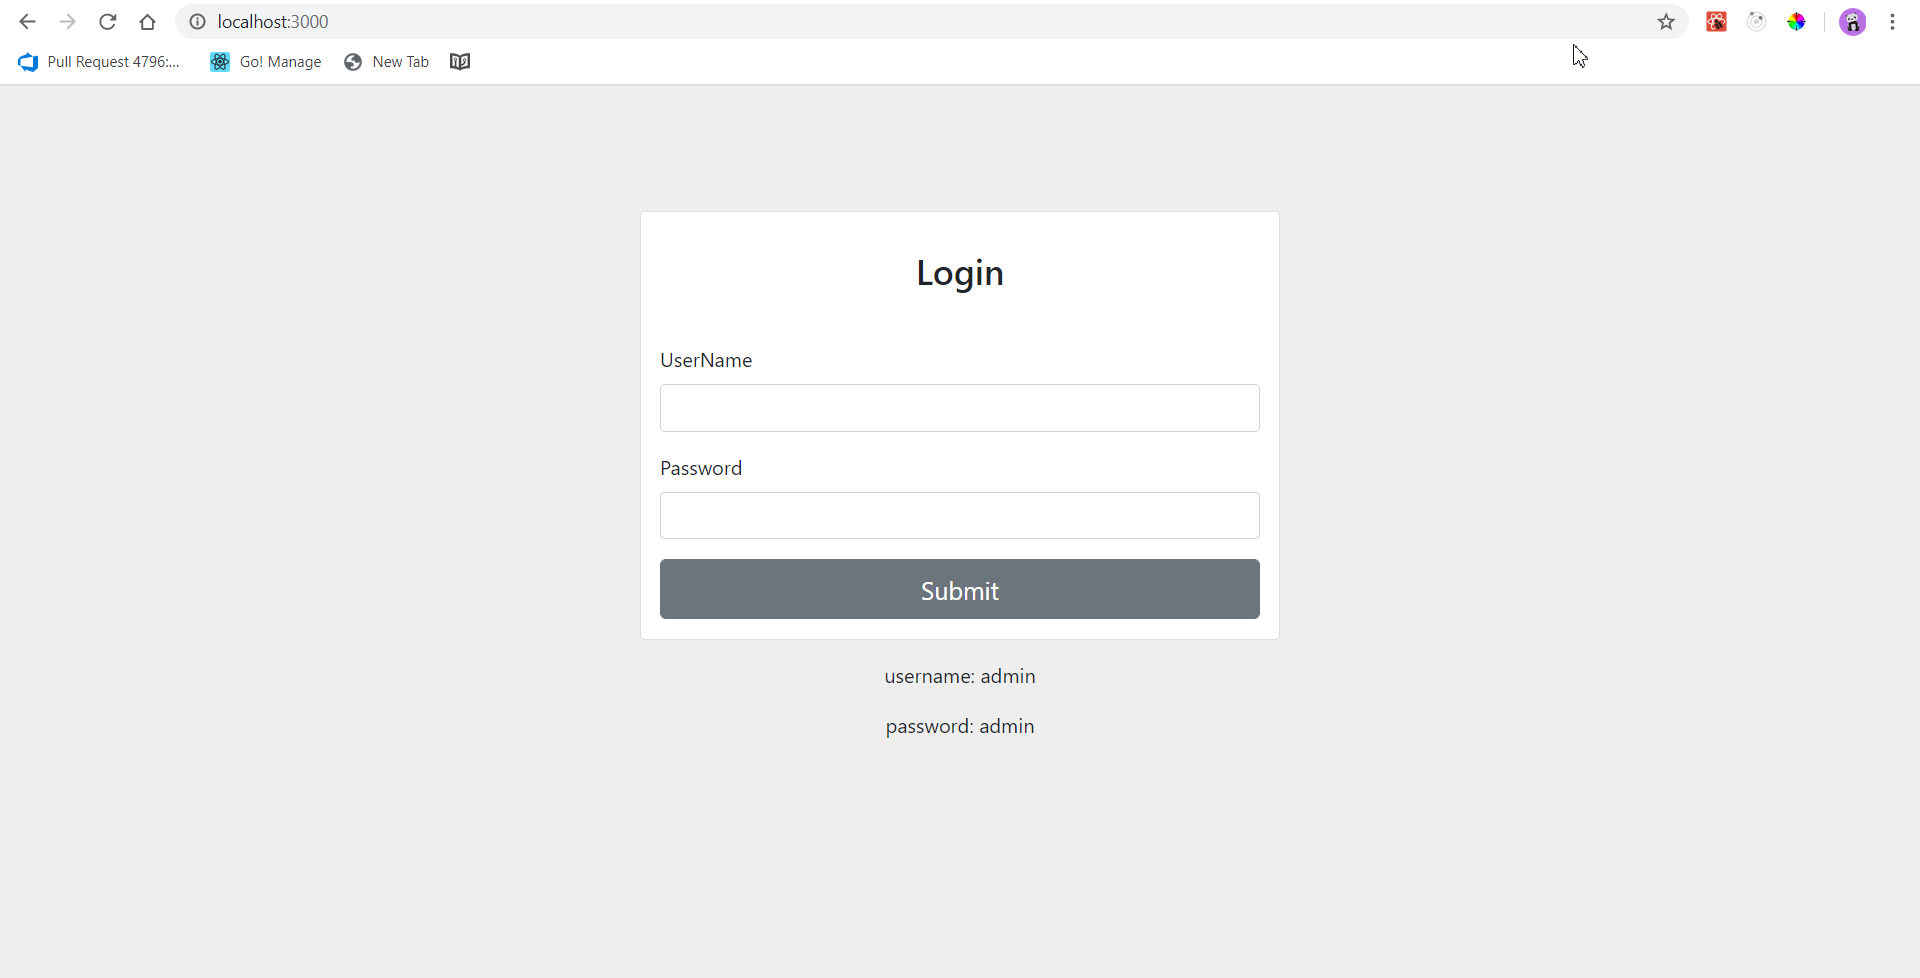 localhost:3000
Pull Request 4796:... Go! Manage New Tab
Login
UserName
Password
Submit
username: admin
password: admin